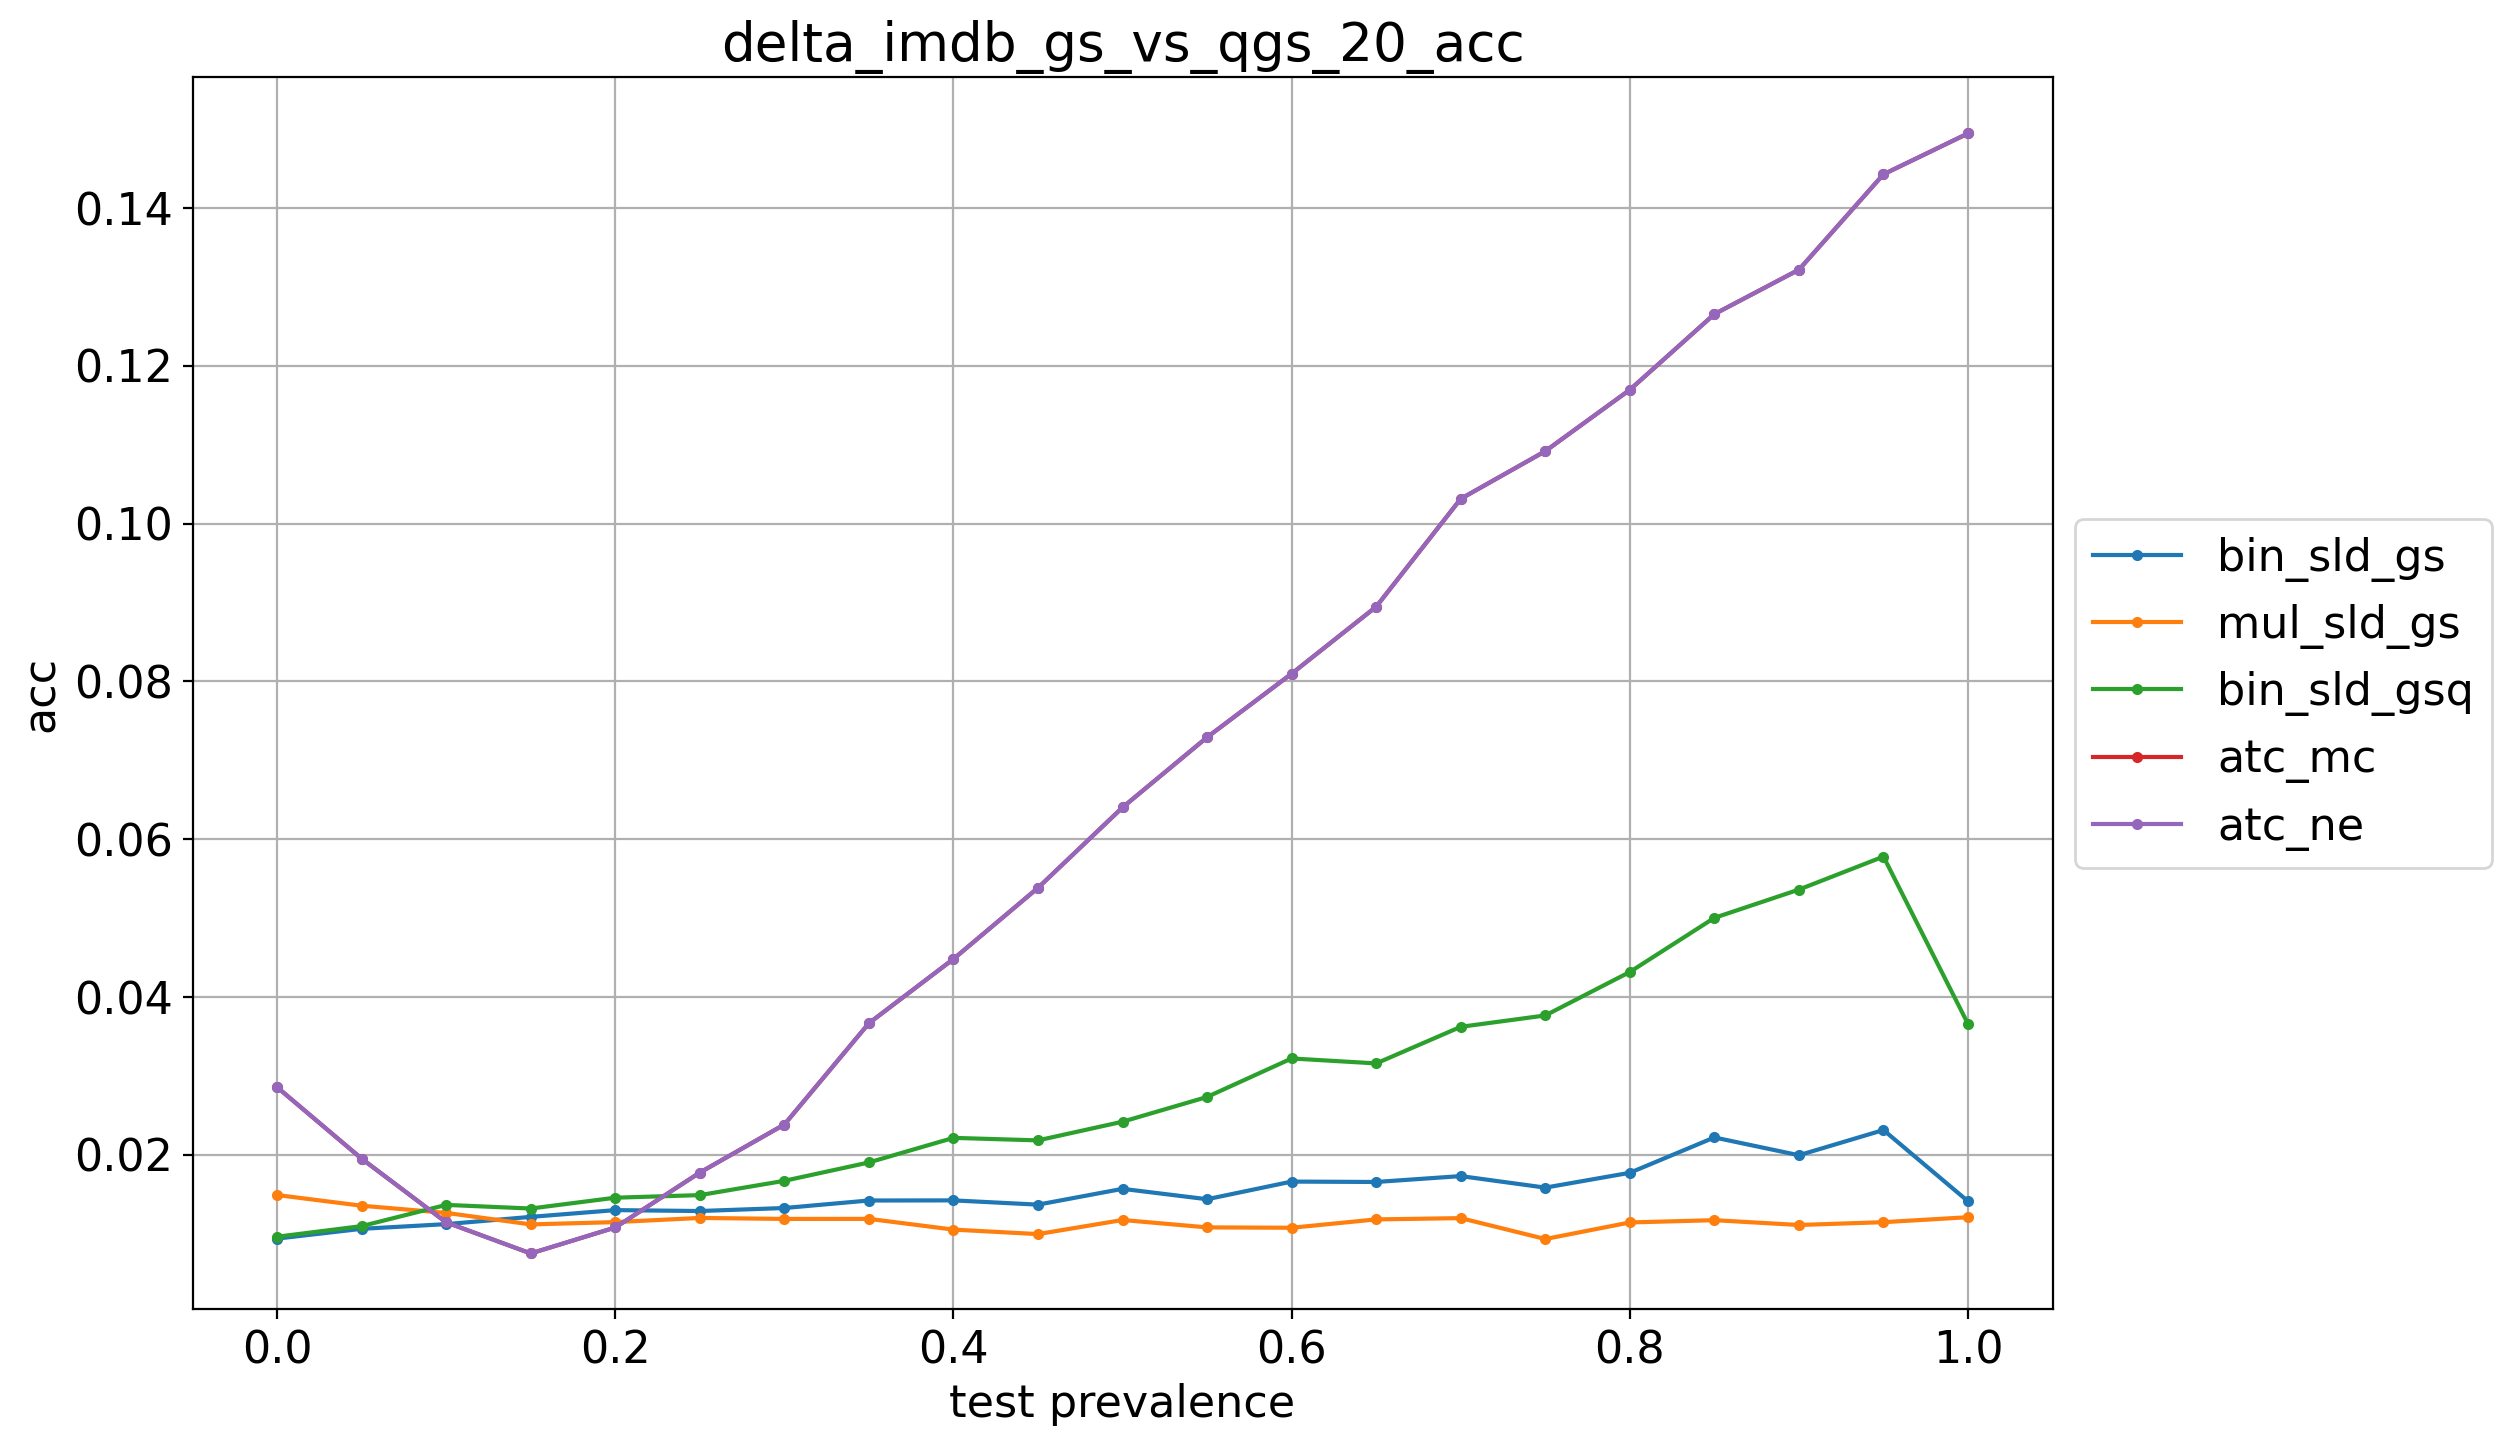 delta_imdb_gs_vs_qgs_20_acc
0.14
0.12
0.10
0.08
0.06
0.04
0.02
acc
0.0 0.2 0.4 0.6 0.8 1.0
test prevalence
bin_sld_gs
mul_sld_gs
bin_sld_gsq
atc_mc
atc_ne